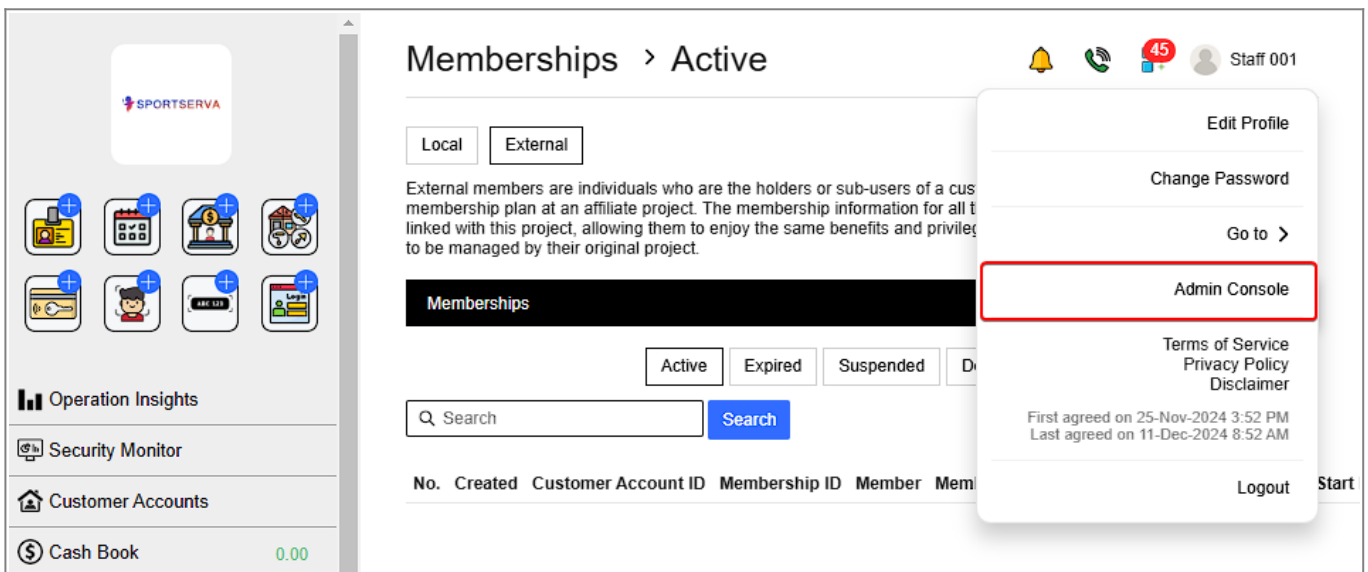 SPORTSERVA
Operation Insights
Security Monitor
Customer Accounts
Cash Book 0.00
Memberships > Active
45
Staff 001
Local External
External members are individuals who are the holders or sub-users of a cus
membership plan at an affiliate project. The membership information for all t
linked with this project, allowing them to enjoy the same benefits and privileg
to be managed by their original project.
Memberships
Active Expired Suspended D
Search Search
No. Created Customer Account ID Membership ID Member Mem Start
Edit Profile
Change Password
Go to >
Admin Console
Terms of Service
Privacy Policy
Disclaimer
First agreed on 25-Nov-2024 3:52 PM
Last agreed on 11-Dec-2024 8:52 AM
Logout